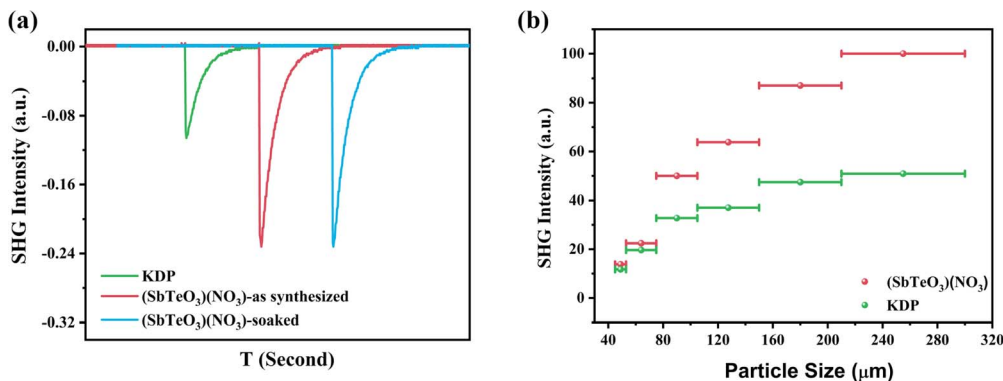 (a)
0.00
-0.08
-0.16
-0.24
-0.32
SHG Intensity (a.u.)
KDP
(SbTeO3)(NO3)-as synthesized
(SbTeO3)(NO3)-soaked
T (Second)
(b)
100
80
60
40
20
0
SHG Intensity (a.u.)
(SbTeO3)(NO3)
KDP
40 80 120 160 200 240 280 320
Particle Size (μm)